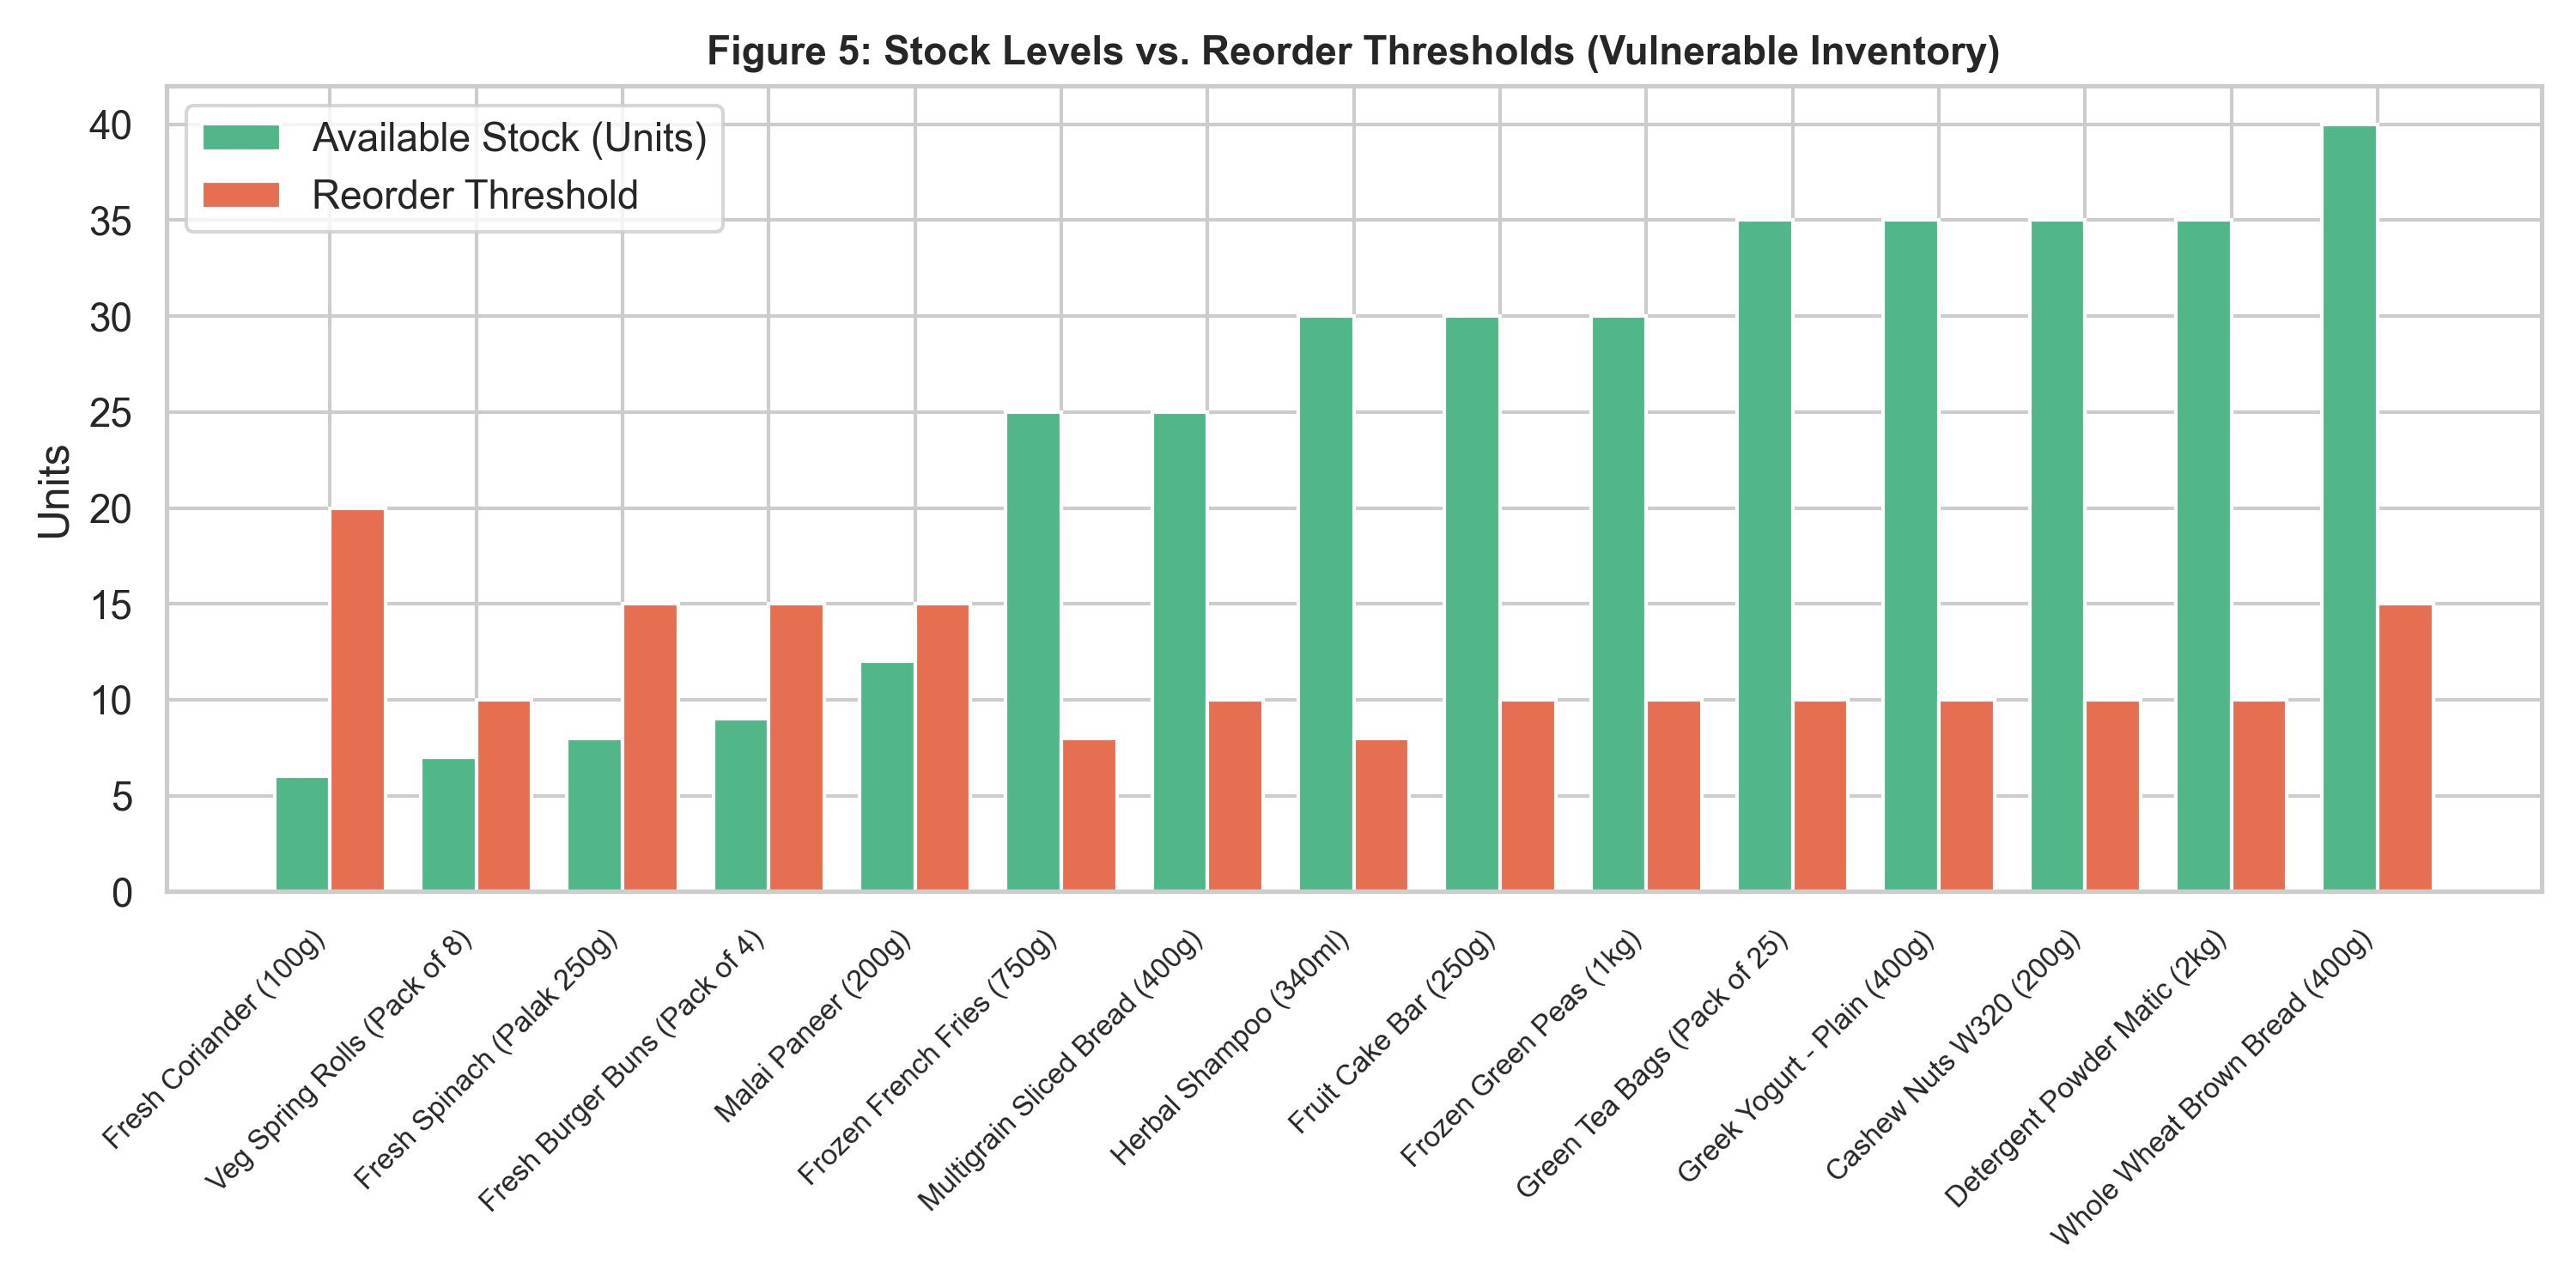 Figure 5: Stock Levels vs. Reorder Thresholds (Vulnerable Inventory)
Available Stock (Units)
Reorder Threshold
Units
40
35
30
25
20
15
10
5
0
Fresh Coriander (100g)
Veg Spring Rolls (Pack of 8)
Fresh Spinach (Palak 250g)
Fresh Burger Buns (Pack of 4)
Malai Paneer (200g)
Frozen French Fries (750g)
Multigrain Sliced Bread (400g)
Herbal Shampoo (340ml)
Fruit Cake Bar (250g)
Frozen Green Peas (1kg)
Green Tea Bags (Pack of 25)
Greek Yogurt - Plain (400g)
Cashew Nuts W320 (200g)
Detergent Powder Matic (2kg)
Whole Wheat Brown Bread (400g)